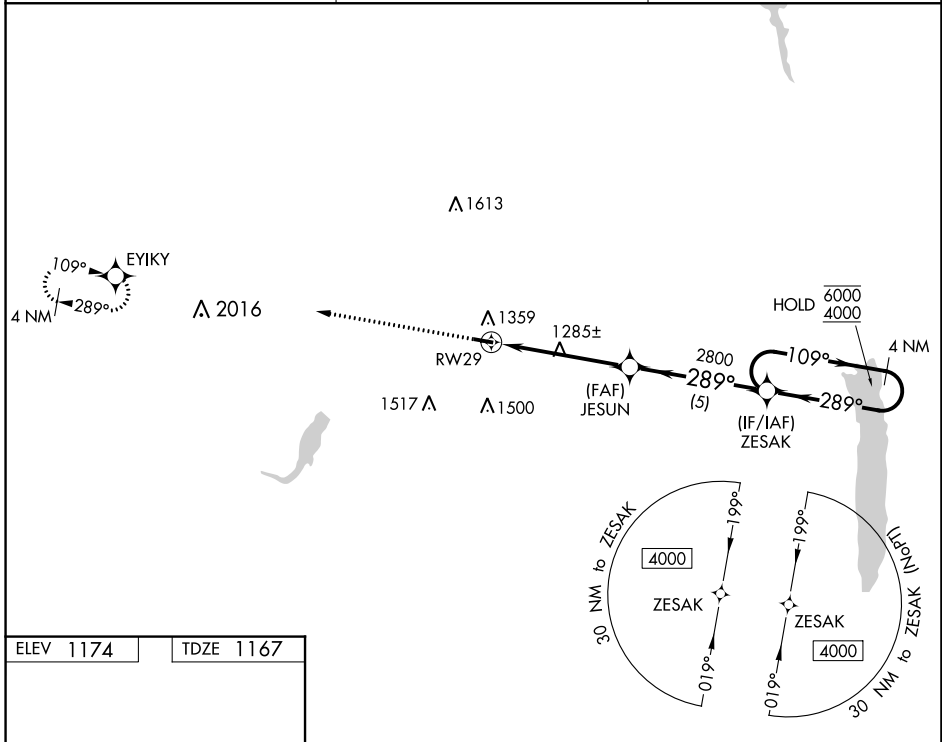 1613
EYIKY
109°
289°
4 NM
2016
HOLD
6000
4000
4 NM
1359
1285±
RW29
2800
289°
(5)
109°
289°
(FAF)
JESUN
(IF/IAF)
ZESAK
1517
1500
30 NM to ZESAK
199°
4000
ZESAK
019°
199°
ZESAK
4000
019°
30 NM to ZESAK (NoPT)
ELEV 1174
TDZE 1167